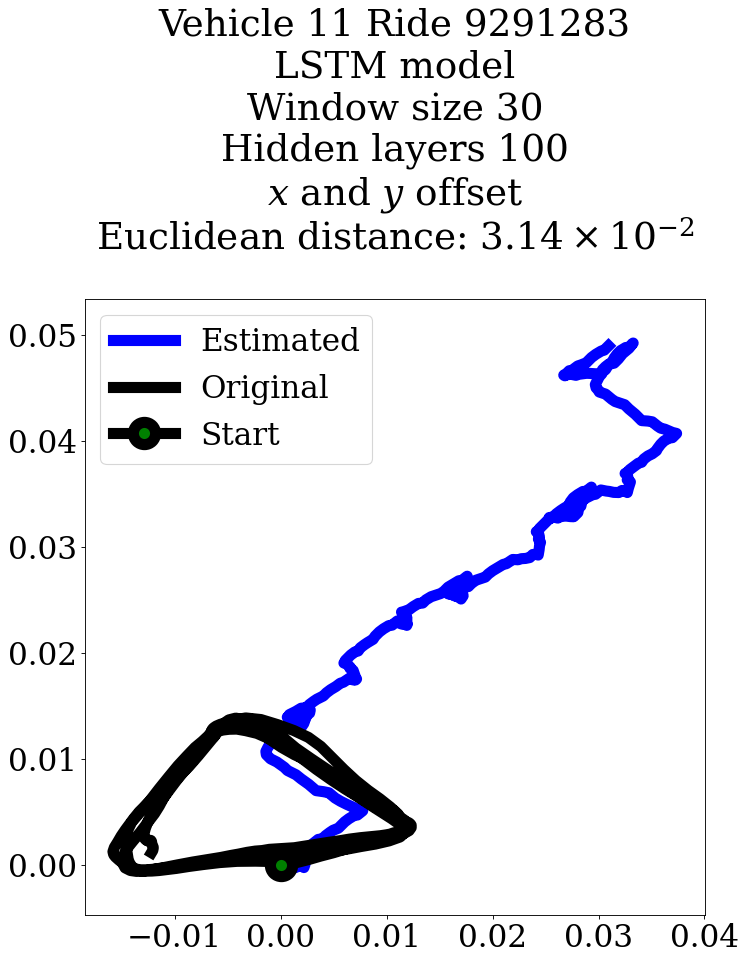 Vehicle 11 Ride 9291283
LSTM model
Window size 30
Hidden layers 100
x and y offset
Euclidean distance: 3.14 × 10⁻²
Estimated
Original
Start
0.05
0.04
0.03
0.02
0.01
0.00
−0.01 0.00 0.01 0.02 0.03 0.04